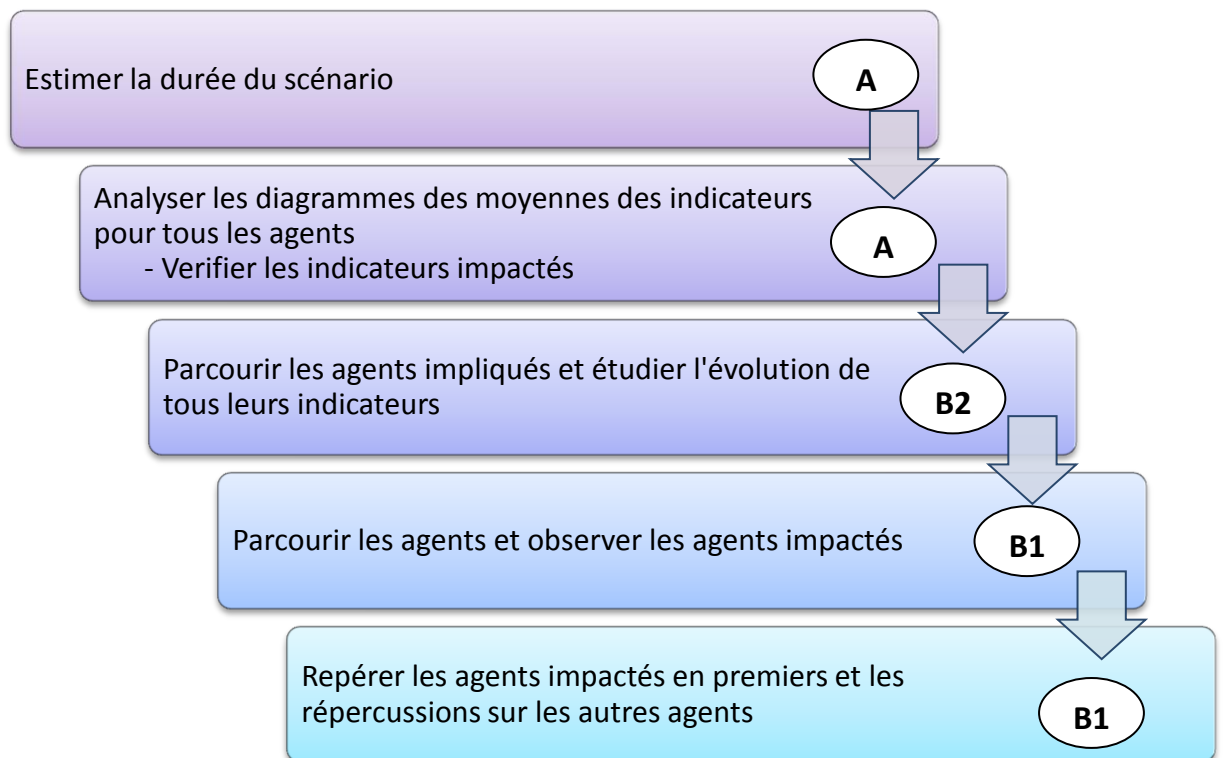 Estimer la durée du scénario
A
Analyser les diagrammes des moyennes des indicateurs
pour tous les agents
- Verifier les indicateurs impactés
A
Parcourir les agents impliqués et étudier l'évolution de
tous leurs indicateurs
B2
Parcourir les agents et observer les agents impactés
B1
Repérer les agents impactés en premiers et les
répercussions sur les autres agents
B1